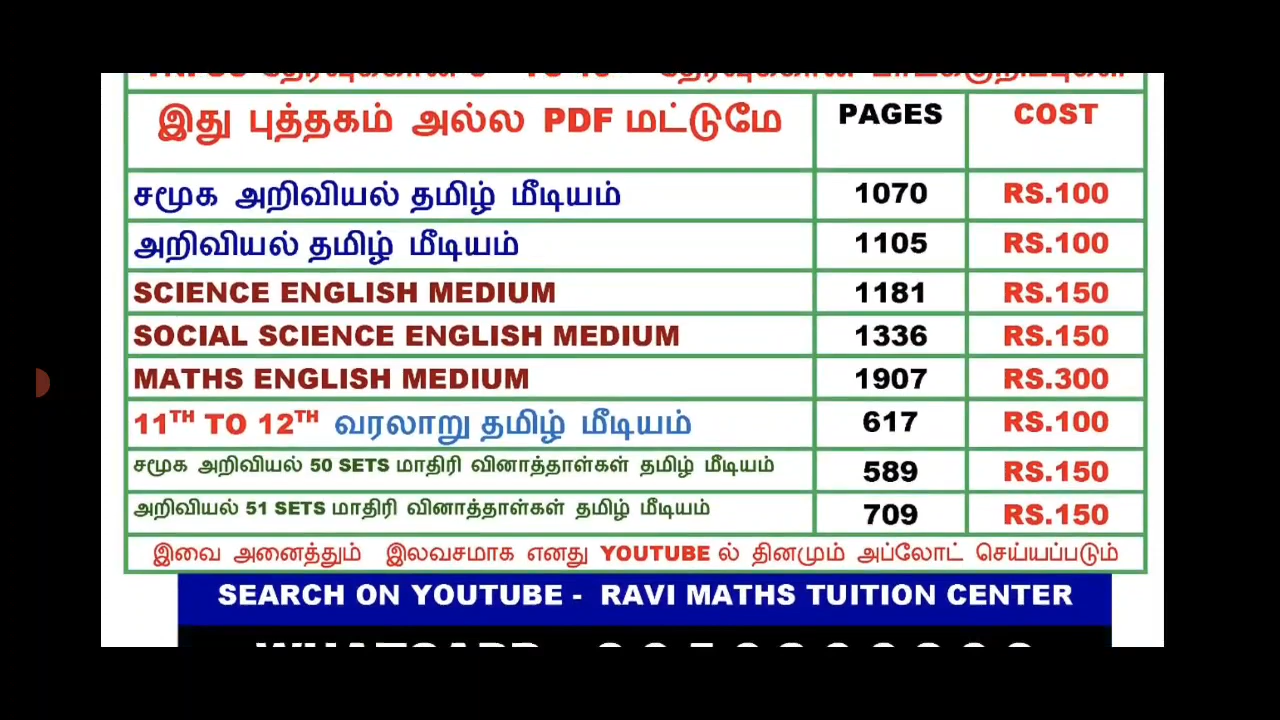 இது புத்தகம் அல்ல PDF மட்டுமே PAGES COST
சமூக அறிவியல் தமிழ் மீடியம் 1070 RS.100
அறிவியல் தமிழ் மீடியம் 1105 RS.100
SCIENCE ENGLISH MEDIUM 1181 RS.150
SOCIAL SCIENCE ENGLISH MEDIUM 1336 RS.150
MATHS ENGLISH MEDIUM 1907 RS.300
11TH TO 12TH வரலாறு தமிழ் மீடியம் 617 RS.100
சமூக அறிவியல் 50 SETS மாதிரி வினாத்தாள்கள் தமிழ் மீடியம் 589 RS.150
அறிவியல் 51 SETS மாதிரி வினாத்தாள்கள் தமிழ் மீடியம் 709 RS.150
இவை அனைத்தும் இலவசமாக எனது YOUTUBE ல் தினமும் அப்லோட் செய்யப்படும்
SEARCH ON YOUTUBE - RAVI MATHS TUITION CENTER
WHATSAPP -